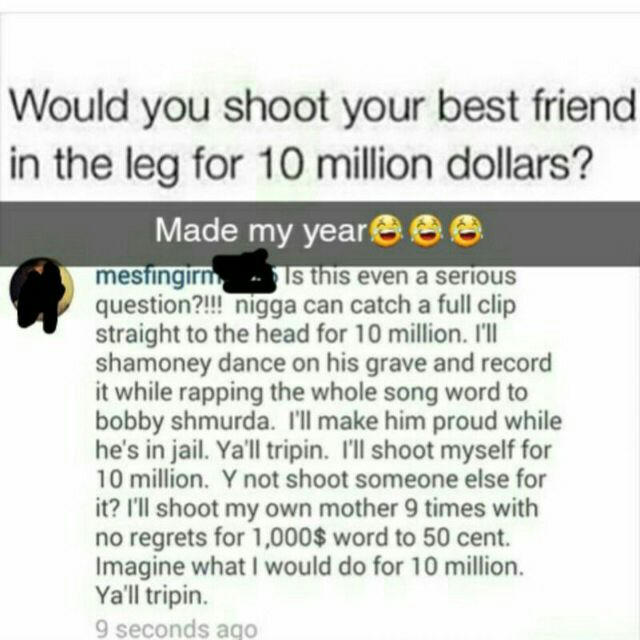 Would you shoot your best friend
in the leg for 10 million dollars?
Made my year😂😂😂
mesfingirm Is this even a serious
question?!!! nigga can catch a full clip
straight to the head for 10 million. I'll
shamoney dance on his grave and record
it while rapping the whole song word to
bobby shmurda. I'll make him proud while
he's in jail. Ya'll tripin. I'll shoot myself for
10 million. Y not shoot someone else for
it? I'll shoot my own mother 9 times with
no regrets for 1,000$ word to 50 cent.
Imagine what I would do for 10 million.
Ya'll tripin.
9 seconds ago